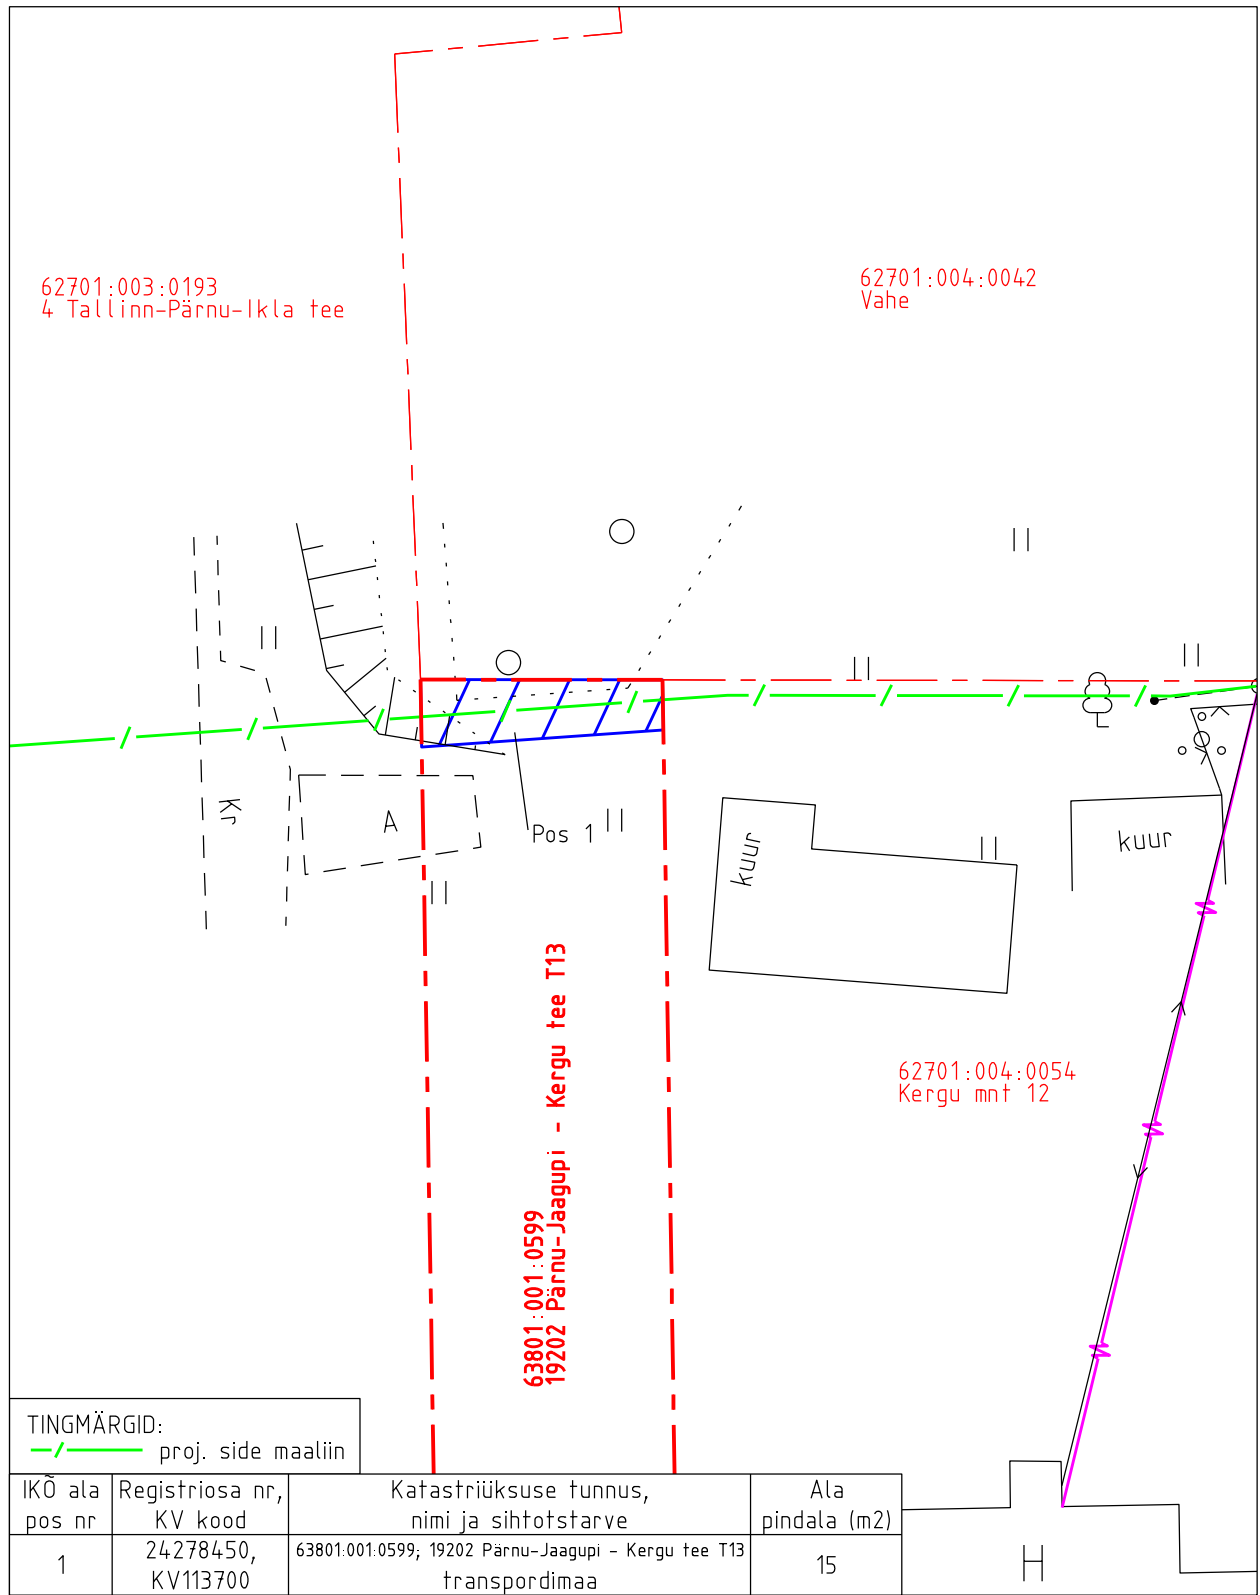 62701:003:0193
4 Tallinn-Pärnu-Ikla tee
62701:004:0042
Vahe
Kr
A
Pos 1
kuur
kuur
63801:001:0599
19202 Pärnu-Jaagupi - Kergu tee T13
62701:004:0054
Kergu mnt 12
TINGMÄRGID:
proj. side maaliin
IKÕ ala
pos nr
Registriosa nr,
KV kood
Katastriüksuse tunnus,
nimi ja sihtotstarve
Ala
pindala (m2)
1
24278450,
KV113700
63801:001:0599; 19202 Pärnu-Jaagupi - Kergu tee T13
transpordimaa
15
H